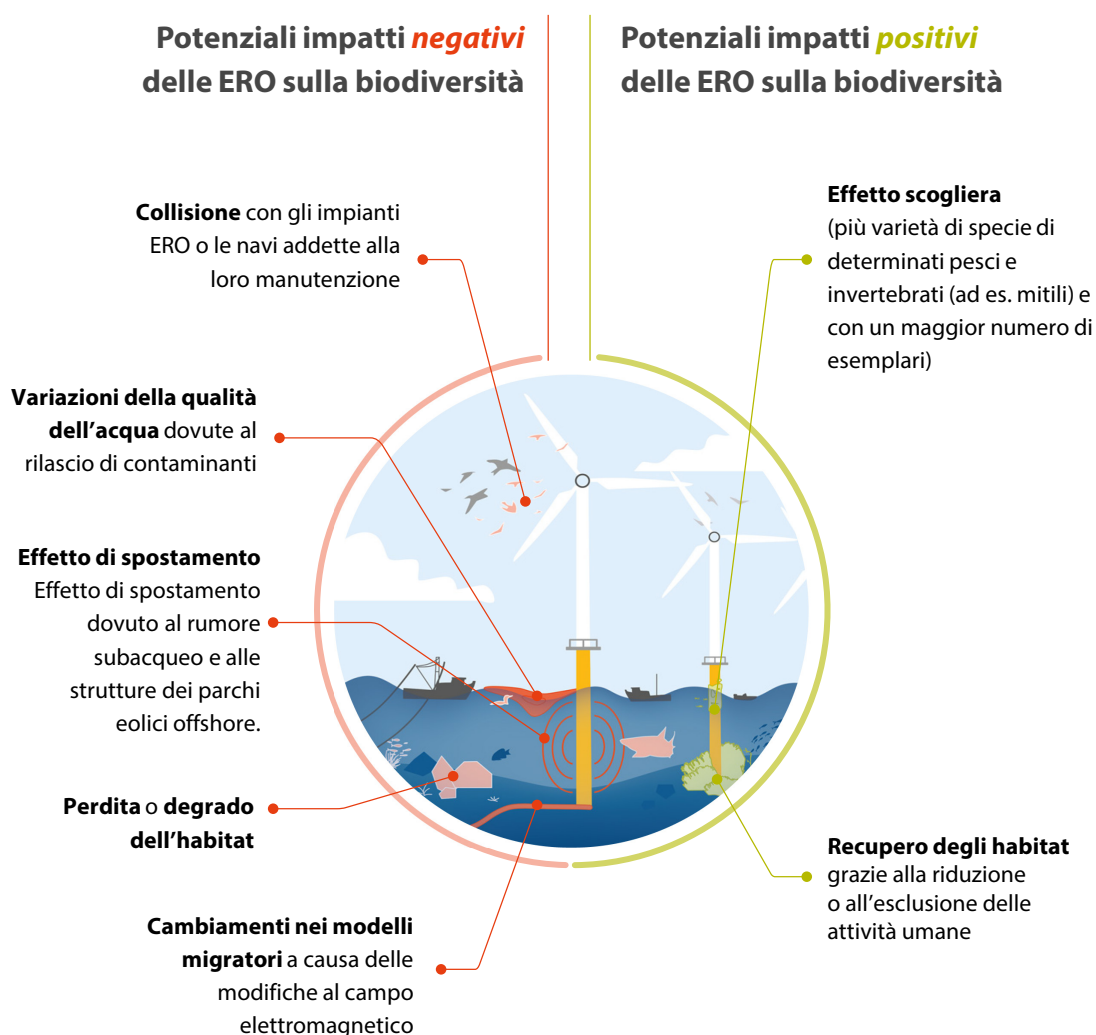 Potenziali impatti negativi
delle ERO sulla biodiversità
Potenziali impatti positivi
delle ERO sulla biodiversità
Collisione con gli impianti
ERO o le navi addette alla
loro manutenzione
Variazioni della qualità
dell'acqua dovute al
rilascio di contaminanti
Effetto di spostamento
Effetto di spostamento
dovuto al rumore
subacqueo e alle
strutture dei parchi
eolici offshore.
Perdita o degrado
dell'habitat
Cambiamenti nei modelli
migratori a causa delle
modifiche al campo
elettromagnetico
Effetto scogliera
(più varietà di specie di
determinati pesci e
invertebrati (ad es. mitili) e
con un maggior numero di
esemplari)
Recupero degli habitat
grazie alla riduzione
o all'esclusione delle
attività umane